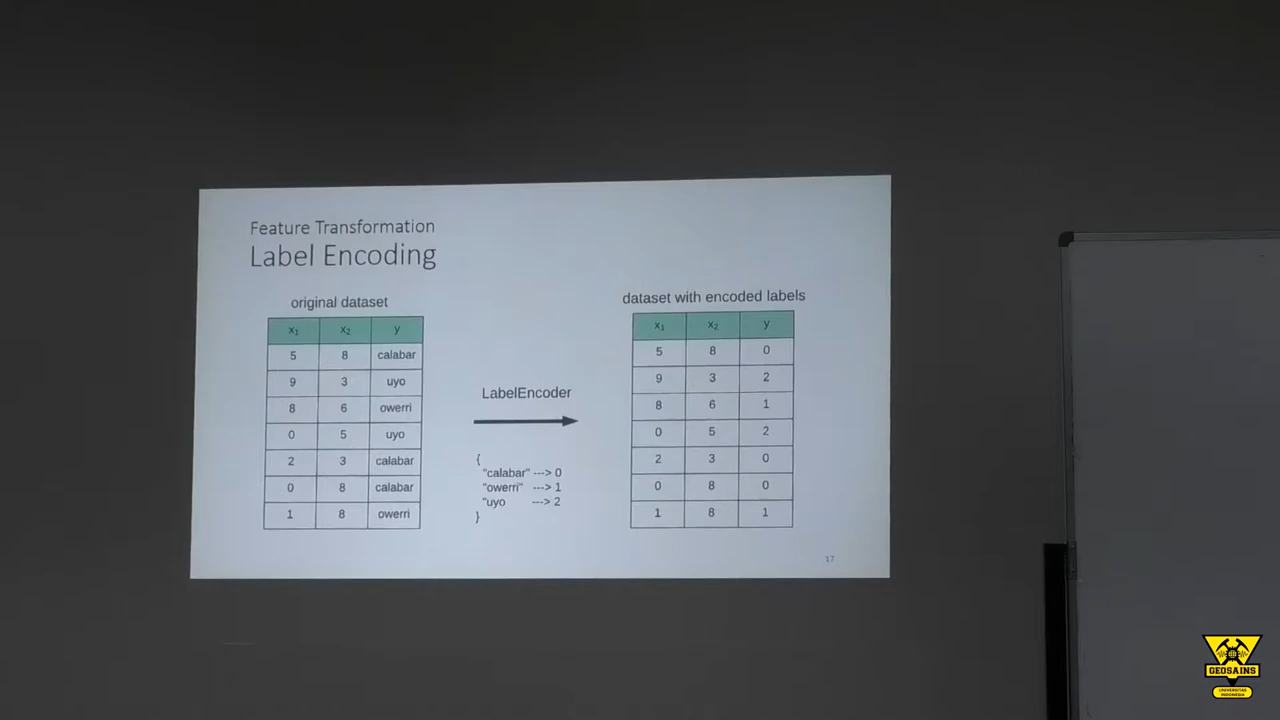 Feature Transformation
Label Encoding
original dataset
x₁ x₂ y
5 8 calabar
9 3 uyo
8 6 owerri
0 5 uyo
2 3 calabar
0 8 calabar
1 8 owerri
LabelEncoder
{
"calabar" ---> 0
"owerri" ---> 1
"uyo ---> 2
}
dataset with encoded labels
x₁ x₂ y
5 8 0
9 3 2
8 6 1
0 5 2
2 3 0
0 8 0
1 8 1
17
GEOSAINS
UNIVERSITAS
INDONESIA